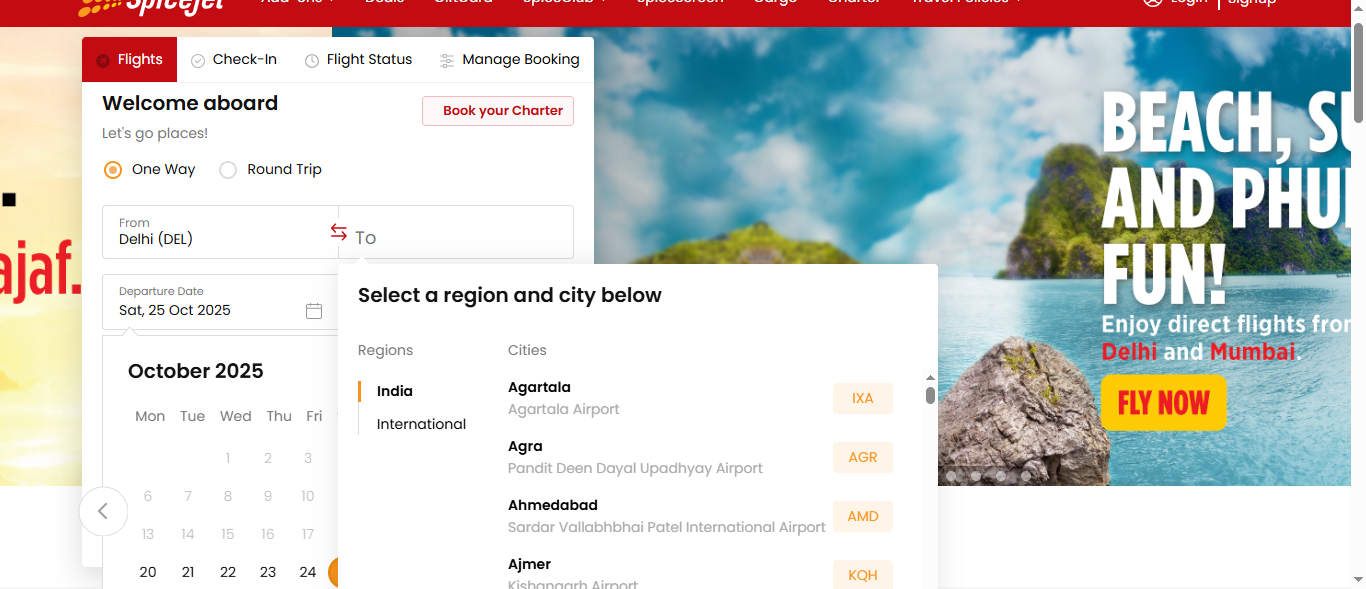 spicejet
Add-ons
Deals
GiftCard
SpiceClub
SpiceScreen
Cargo
Charter
Travel Policies
Login
Signup
Flights
Check-In
Flight Status
Manage Booking
Welcome aboard
Book your Charter
Let's go places!
One Way
Round Trip
From
Delhi (DEL)
To
Departure Date
Sat, 25 Oct 2025
October 2025
Mon Tue Wed Thu Fri
1 2 3
6 7 8 9 10
13 14 15 16 17
20 21 22 23 24
Select a region and city below
Regions
Cities
India
International
Agartala
Agartala Airport
IXA
Agra
Pandit Deen Dayal Upadhyay Airport
AGR
Ahmedabad
Sardar Vallabhbhai Patel International Airport
AMD
Ajmer
Kishangarh Airport
KQH
ajaf.
BEACH, SU
AND PHU
FUN!
Enjoy direct flights from
Delhi and Mumbai.
FLY NOW